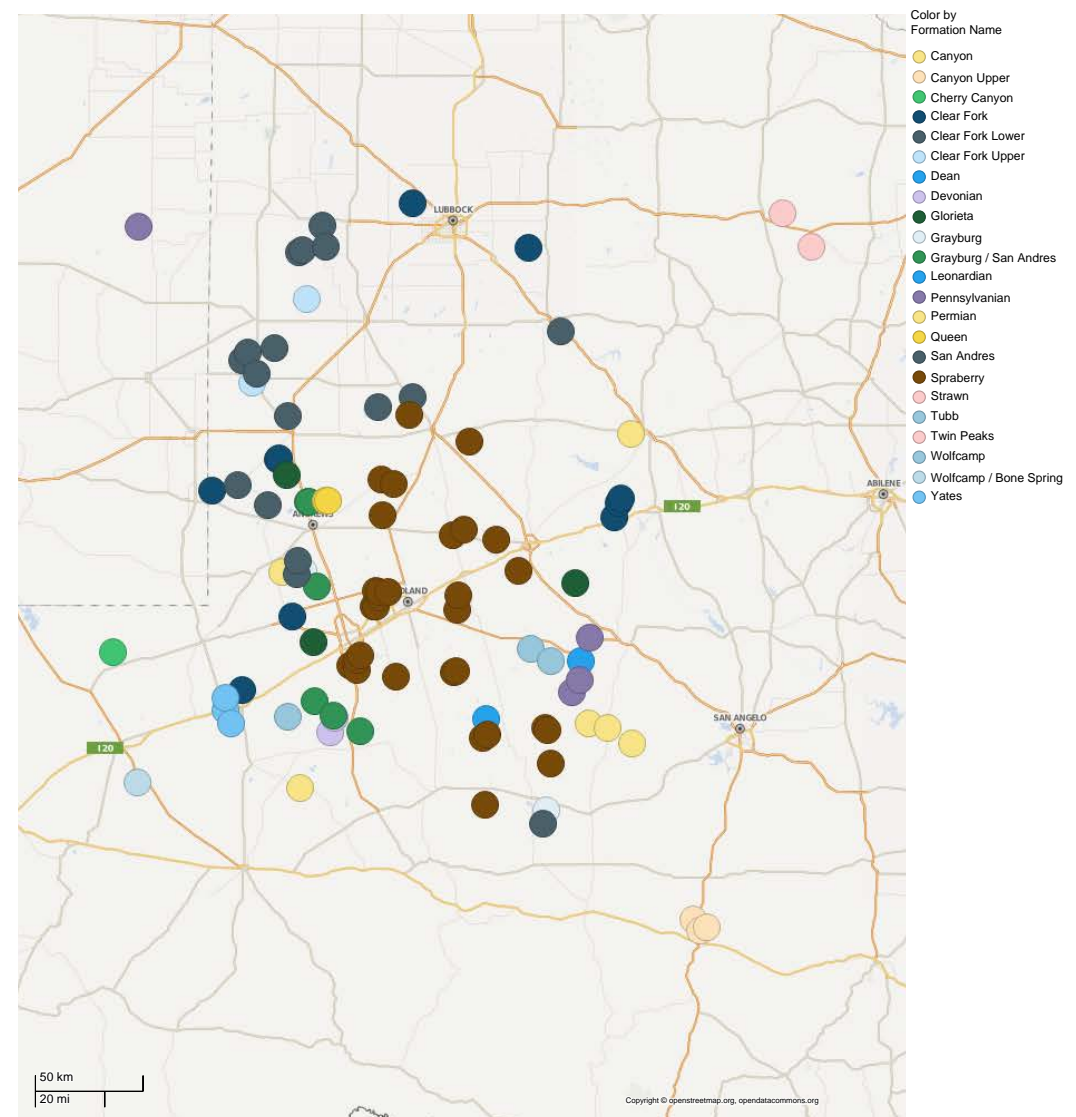 Color by
Formation Name
Canyon
Canyon Upper
Cherry Canyon
Clear Fork
Clear Fork Lower
Clear Fork Upper
Dean
Devonian
Glorieta
Grayburg
Grayburg / San Andres
Leonardian
Pennsylvanian
Permian
Queen
San Andres
Spraberry
Strawn
Tubb
Twin Peaks
Wolfcamp
Wolfcamp / Bone Spring
Yates
LUBBOCK
ABILENE
120
LAND
SAN ANGELO
120
50 km
20 mi
Copyright © openstreetmap.org, opendatacommons.org